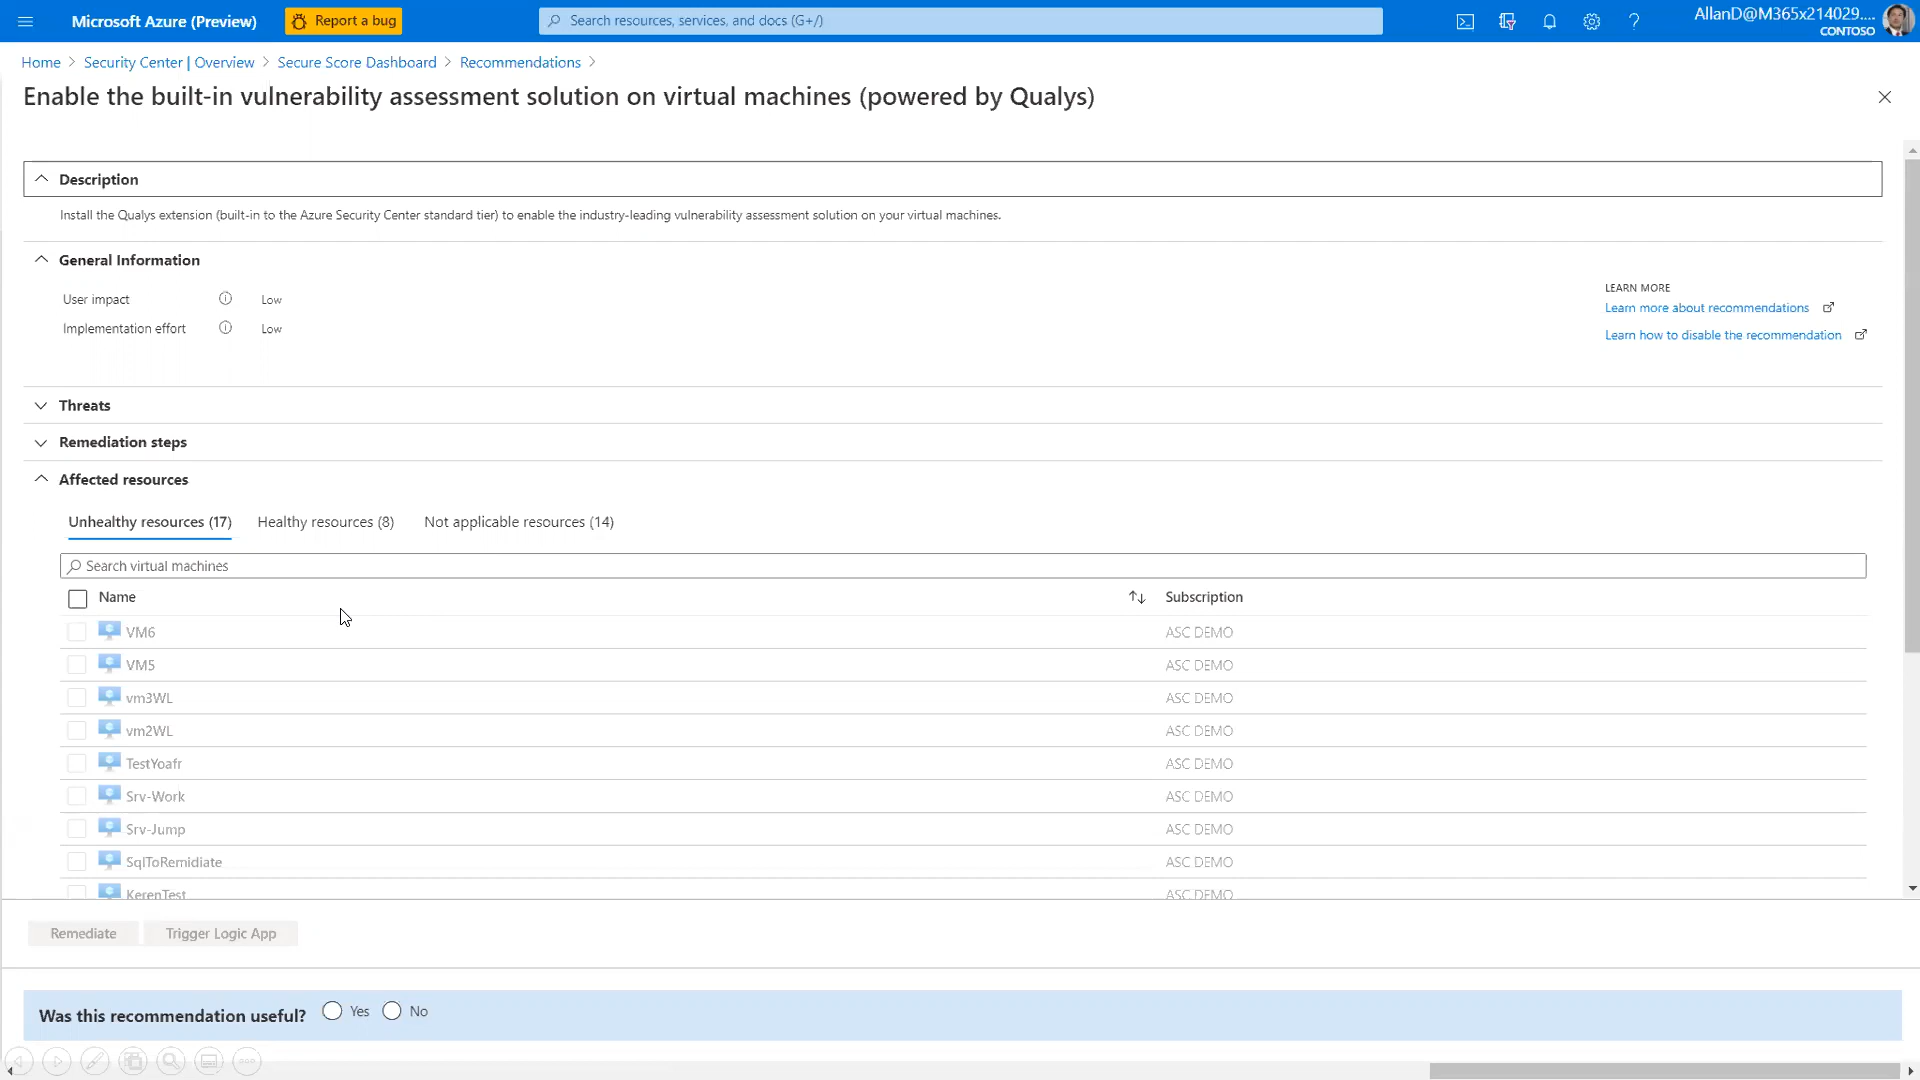 Microsoft Azure (Preview)
Report a bug
Search resources, services, and docs (G+/)
AllanD@M365x214029....
CONTOSO
Home > Security Center | Overview > Secure Score Dashboard > Recommendations >
Enable the built-in vulnerability assessment solution on virtual machines (powered by Qualys)
Description
Install the Qualys extension (built-in to the Azure Security Center standard tier) to enable the industry-leading vulnerability assessment solution on your virtual machines.
General Information
User impact Low
Implementation effort Low
LEARN MORE
Learn more about recommendations
Learn how to disable the recommendation
Threats
Remediation steps
Affected resources
Unhealthy resources (17) Healthy resources (8) Not applicable resources (14)
Search virtual machines
Name Subscription
VM6 ASC DEMO
VM5 ASC DEMO
vm3WL ASC DEMO
vm2WL ASC DEMO
TestYoafr ASC DEMO
Srv-Work ASC DEMO
Srv-Jump ASC DEMO
SqlToRemidiate ASC DEMO
KerenTest ASC DEMO
Remediate Trigger Logic App
Was this recommendation useful? Yes No